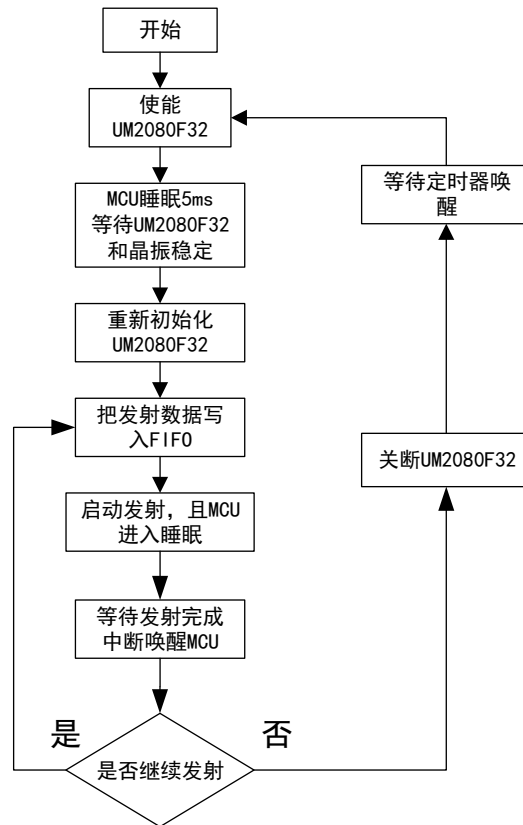 开始
使能
UM2080F32
MCU睡眠5ms
等待UM2080F32
和晶振稳定
重新初始化
UM2080F32
把发射数据写
入FIFO
启动发射，且MCU
进入睡眠
等待发射完成
中断唤醒MCU
是
否
是否继续发射
关断UM2080F32
等待定时器唤
醒